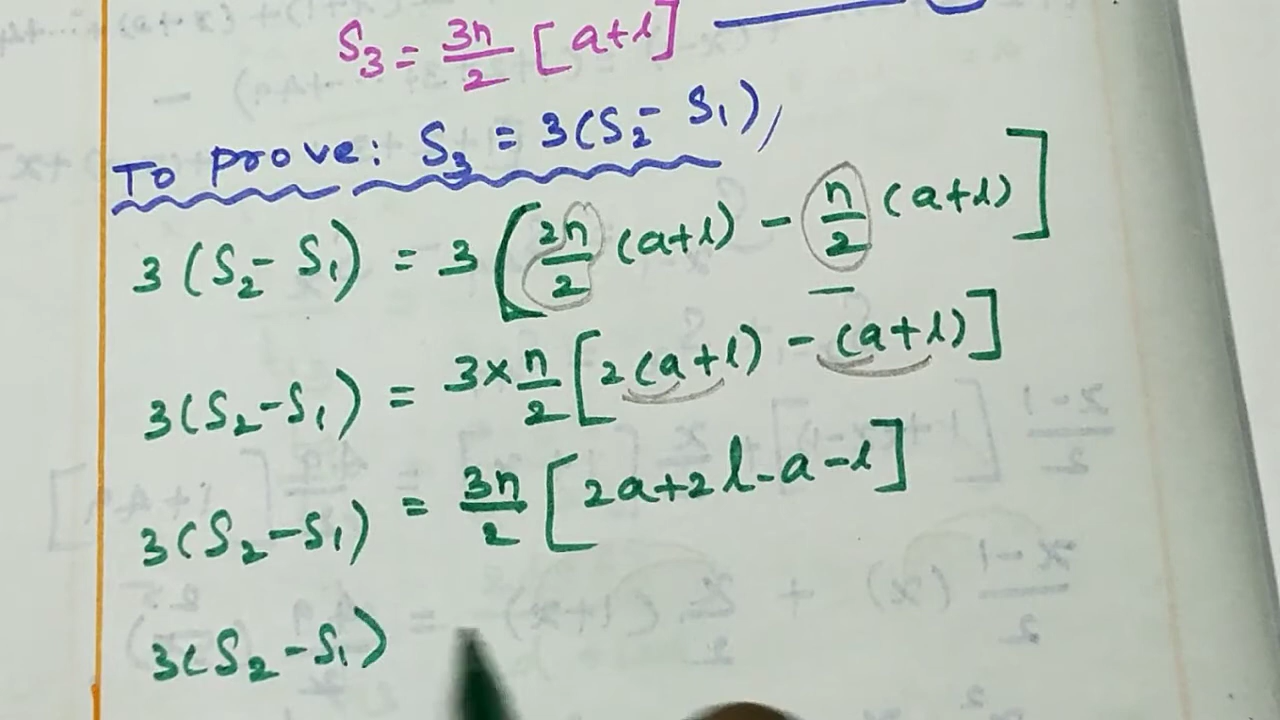 S₃ = 3n/2 [a+l]
To prove: S₃ = 3(S₂ - S₁),
3(S₂ - S₁) = 3(2n/2 (a+l) - n/2 (a+l)]
3(S₂ - S₁) = 3 × n/2 [2(a+l) - (a+l)]
3(S₂ - S₁) = 3n/2 [2a+2l-a-l]
3(S₂ - S₁)